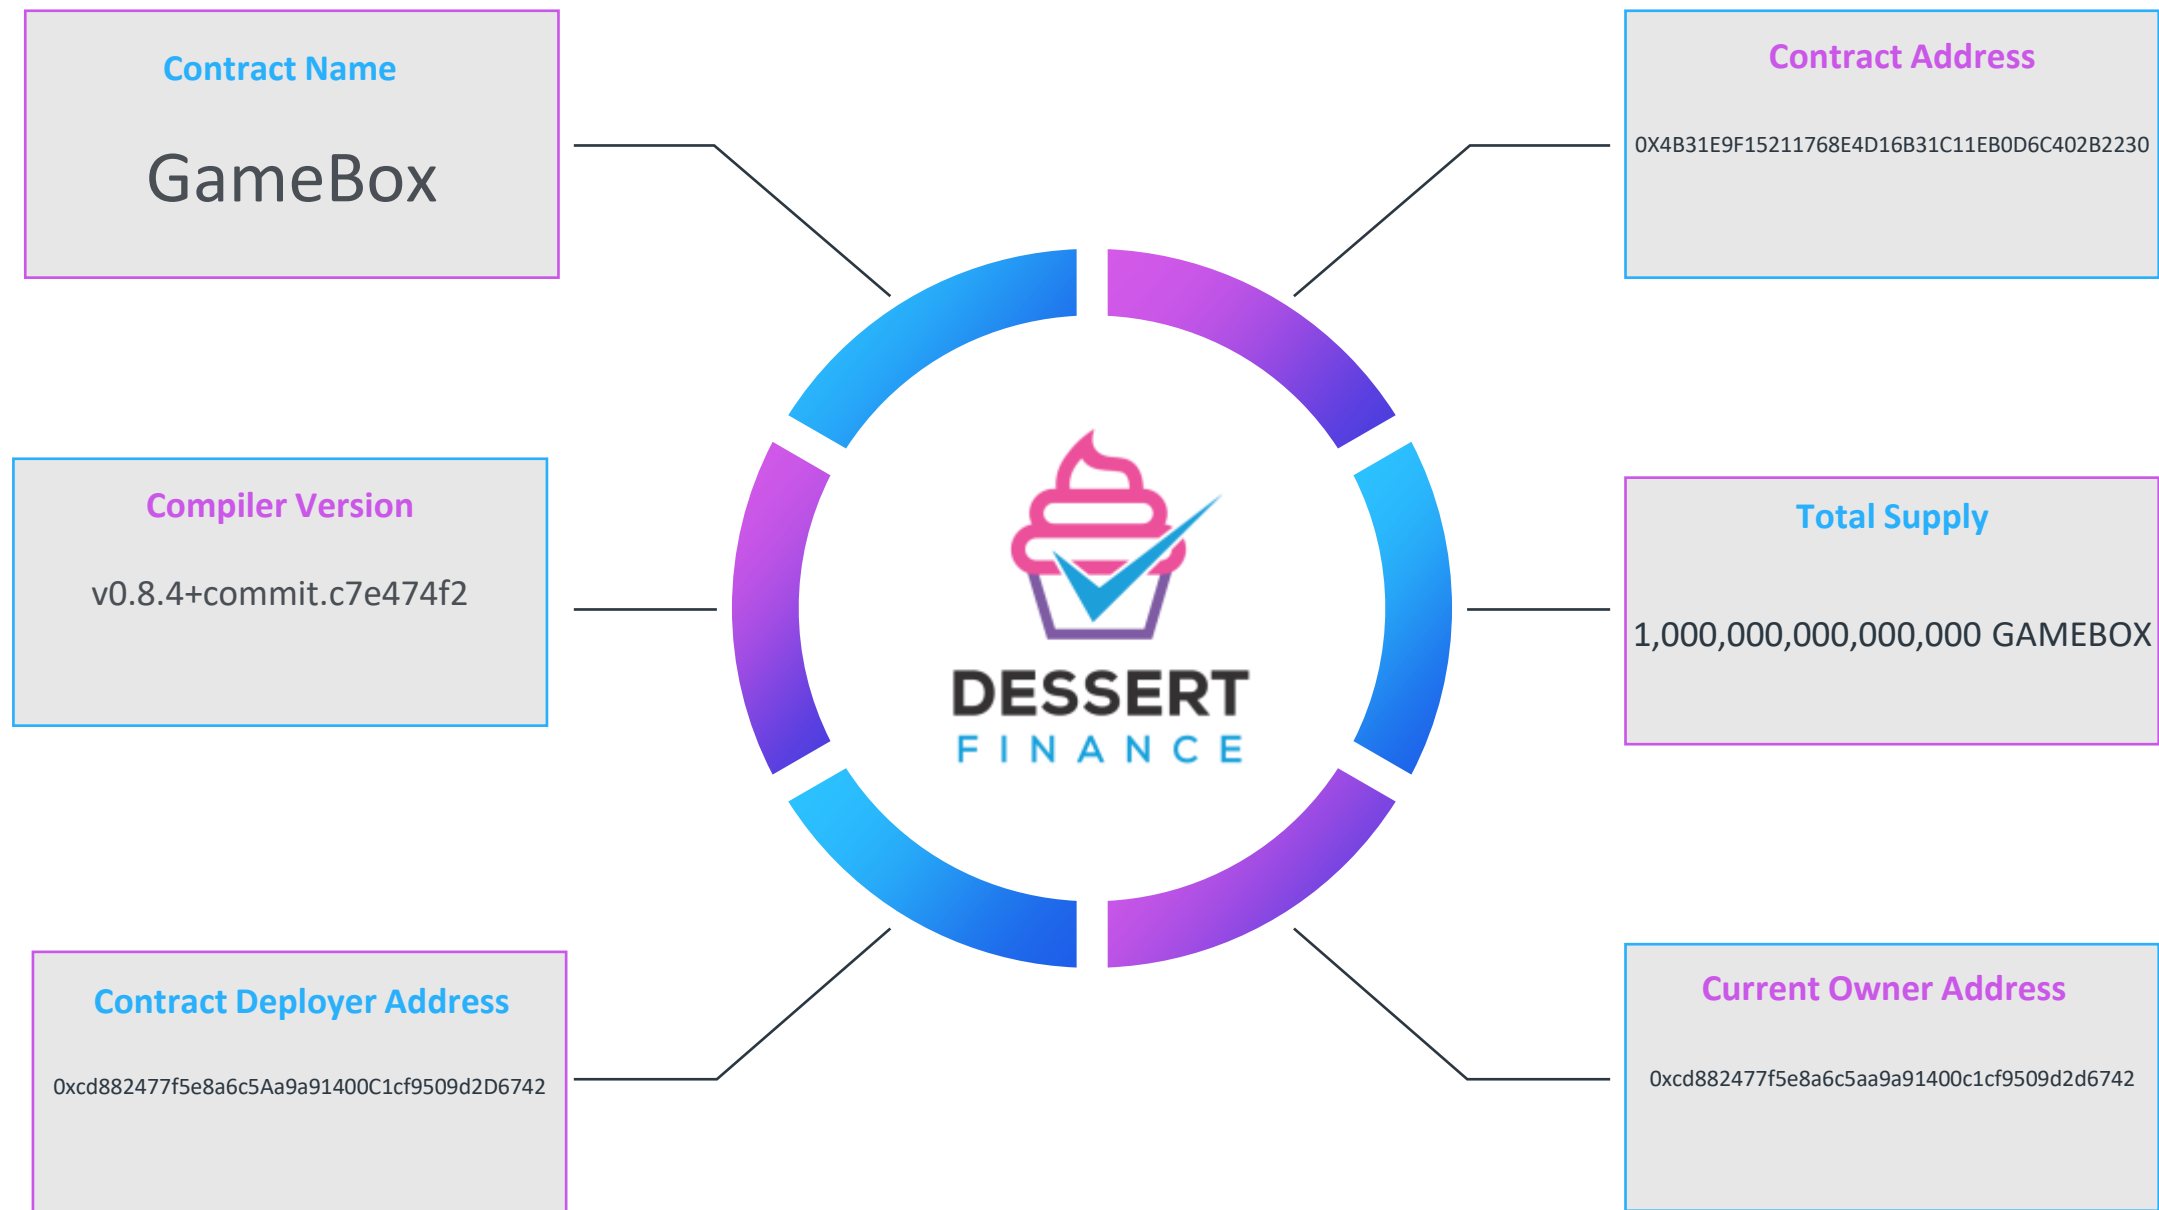 Contract Name
GameBox
Contract Address
0X4B31E9F15211768E4D16B31C11EB0D6C402B2230
Compiler Version
v0.8.4+commit.c7e474f2
DESSERT
FINANCE
Total Supply
1,000,000,000,000,000 GAMEBOX
Contract Deployer Address
0xcd882477f5e8a6c5Aa9a91400C1cf9509d2D6742
Current Owner Address
0xcd882477f5e8a6c5aa9a91400c1cf9509d2d6742